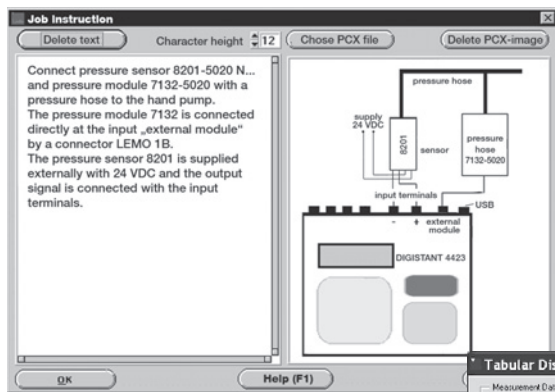 Job Instruction
Delete text
Character height 12
Chose PCX file
Delete PCX-image
Connect pressure sensor 8201-5020 N...
and pressure module 7132-5020 with a
pressure hose to the hand pump.
The pressure module 7132 is connected
directly at the input „external module"
by a connector LEMO 1B.
The pressure sensor 8201 is supplied
externally with 24 VDC and the output
signal is connected with the input
terminals.
pressure hose
supply
24 VDC
8201
sensor
pressure
hose
7132-5020
input terminals
USB
- + external
module
DIGISTANT 4423
OK
Help (F1)
Tabular Dis
Measurement Dat